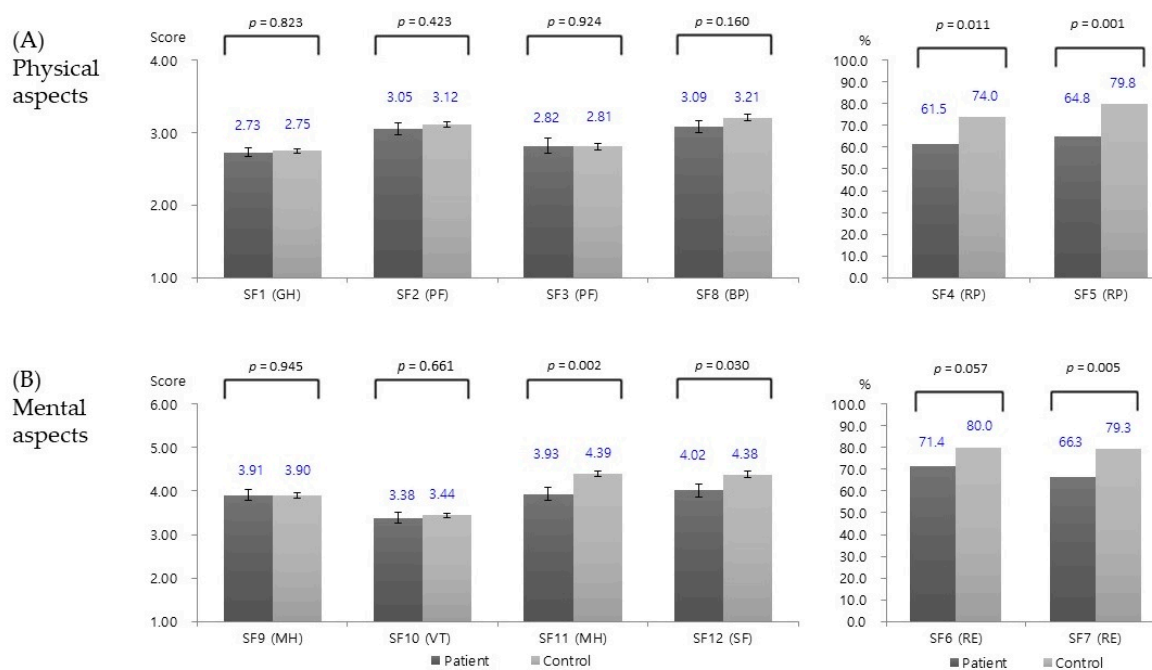 (A)
Physical
aspects
p = 0.823 p = 0.423 p = 0.924 p = 0.160
Score
4.00
3.00
2.00
1.00
2.73 2.75 3.05 3.12 2.82 2.81 3.09 3.21
SF1 (GH) SF2 (PF) SF3 (PF) SF8 (BP)
p = 0.011 p = 0.001
%
100.0
90.0
80.0
70.0
60.0
50.0
40.0
30.0
20.0
10.0
0.0
61.5 74.0 64.8 79.8
SF4 (RP) SF5 (RP)
(B)
Mental
aspects
p = 0.945 p = 0.661 p = 0.002 p = 0.030
Score
6.00
5.00
4.00
3.00
2.00
1.00
3.91 3.90 3.38 3.44 3.93 4.39 4.02 4.38
SF9 (MH) SF10 (VT) SF11 (MH) SF12 (SF)
Patient Control
p = 0.057 p = 0.005
%
100.0
90.0
80.0
70.0
60.0
50.0
40.0
30.0
20.0
10.0
0.0
71.4 80.0 66.3 79.3
SF6 (RE) SF7 (RE)
Patient Control